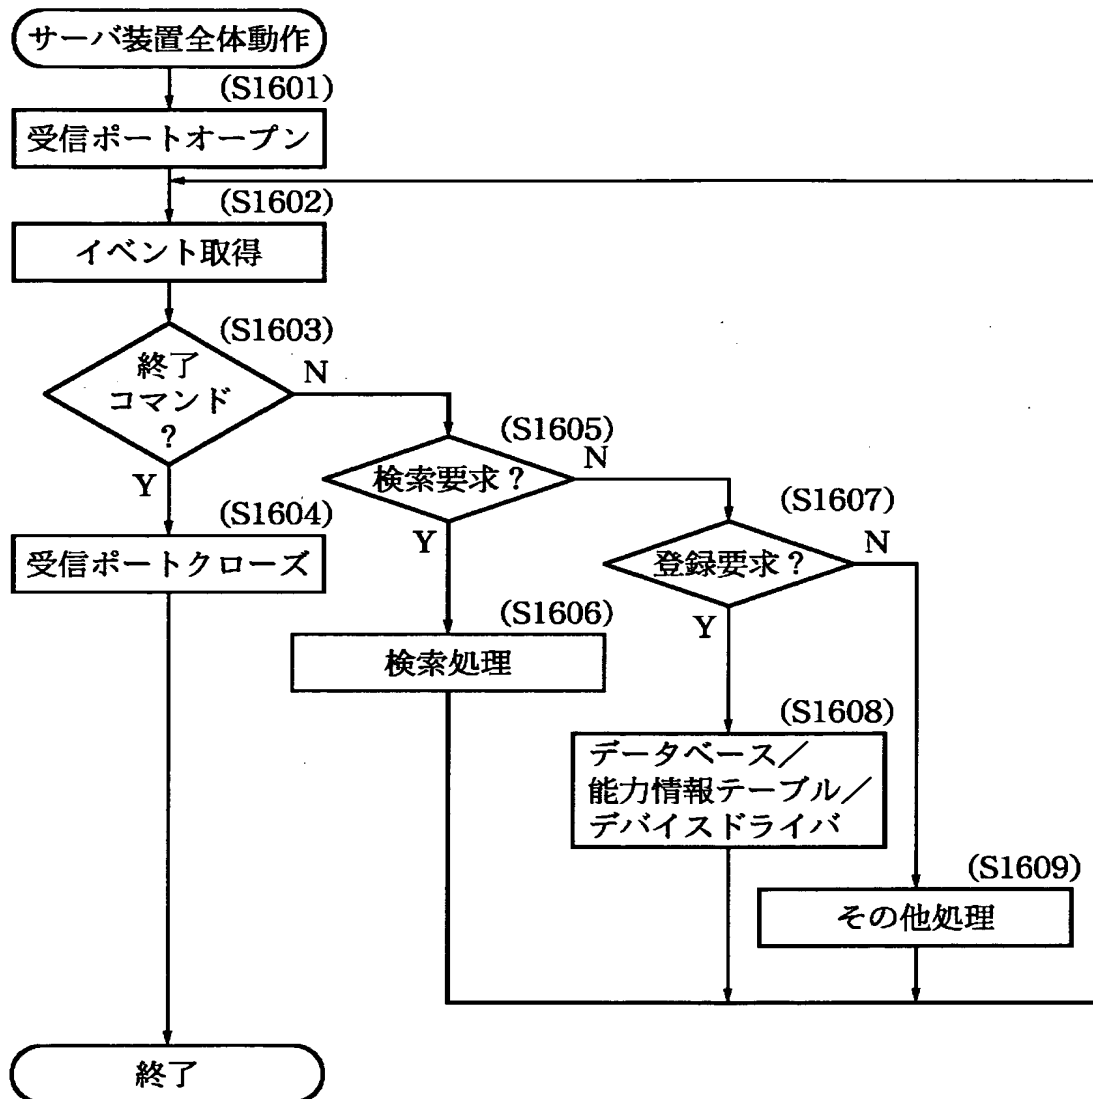 サーバ装置全体動作
(S1601)
受信ポートオープン
(S1602)
イベント取得
(S1603)
終了
コマンド
?
N
Y
(S1604)
受信ポートクローズ
(S1605)
検索要求?
N
Y
(S1606)
検索処理
(S1607)
登録要求?
N
Y
(S1608)
データベース/
能力情報テーブル/
デバイスドライバ
(S1609)
その他処理
終了